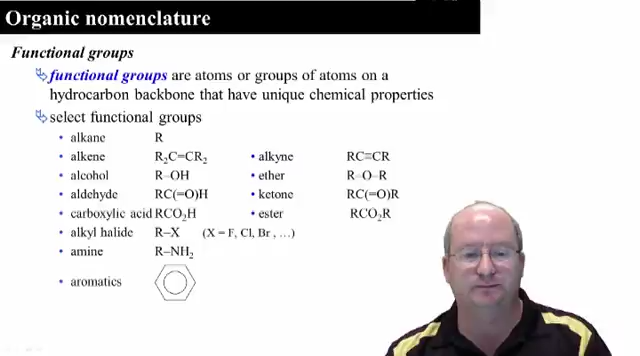 Organic nomenclature
Functional groups
functional groups are atoms or groups of atoms on a
hydrocarbon backbone that have unique chemical properties
select functional groups
• alkane R
• alkene R₂C=CR₂ • alkyne RC≡CR
• alcohol R–OH • ether R–O–R
• aldehyde RC(=O)H • ketone RC(=O)R
• carboxylic acid RCO₂H • ester RCO₂R
• alkyl halide R–X (X = F, Cl, Br , …)
• amine R–NH₂
• aromatics